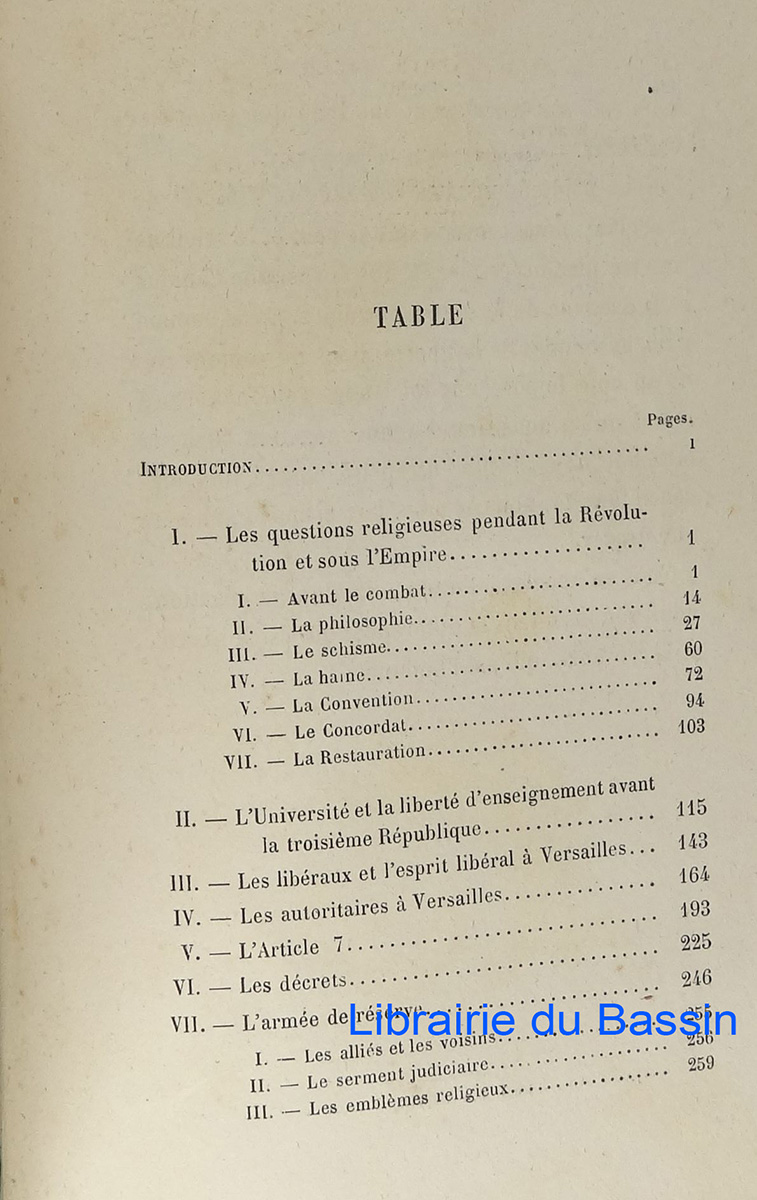 TABLE
Pages.
INTRODUCTION........................................ 1
I. — Les questions religieuses pendant la Révolu-
tion et sous l'Empire.................... 1
I. — Avant le combat....................... 1
II. — La philosophie........................ 14
III. — Le schisme........................... 27
IV. — La haine............................. 60
V. — La Convention......................... 72
VI. — Le Concordat......................... 94
VII. — La Restauration..................... 103
II. — L'Université et la liberté d'enseignement avant
la troisième République................. 115
III. — Les libéraux et l'esprit libéral à Versailles... 143
IV. — Les autoritaires à Versailles.............. 164
V. — L'Article 7............................... 193
VI. — Les décrets.............................. 225
VII. — L'armée de réserve...................... 246
Librairie du Bassin
I. — Les alliés et les voisins................
II. — Le serment judiciaire.................. 256
III. — Les emblèmes religieux................ 259